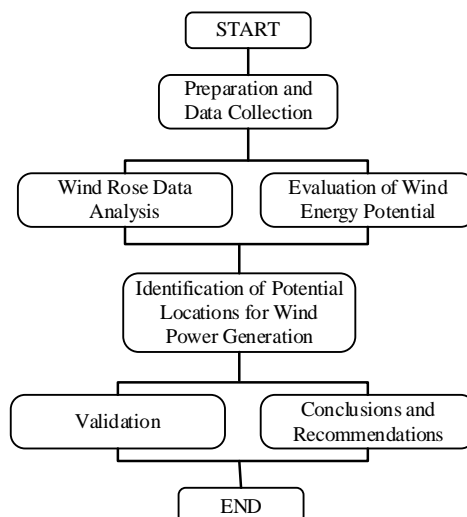 START
Preparation and
Data Collection
Wind Rose Data
Analysis
Evaluation of Wind
Energy Potential
Identification of Potential
Locations for Wind
Power Generation
Validation
Conclusions and
Recommendations
END